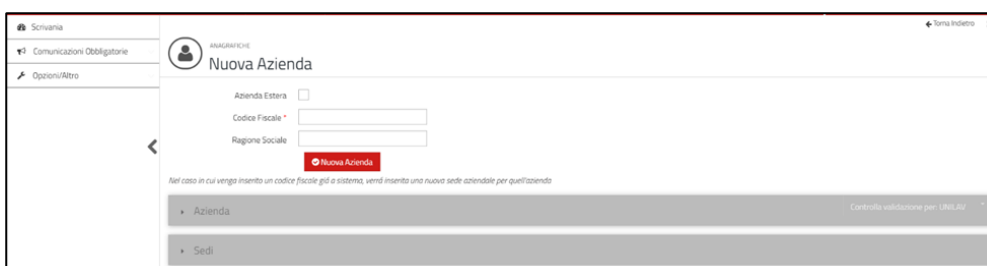 Scrivania
Torna Indietro
Comunicazioni Obbligatorie
ANAGRAFICHE
Nuova Azienda
Opzioni/Altro
Azienda Estera
Codice Fiscale *
Ragione Sociale
Nuova Azienda
Nel caso in cui venga inserito un codice fiscale già a sistema, verrà inserita una nuova sede aziendale per quell'azienda
Azienda
Controlla validazione per: UNILAV *
Sedi